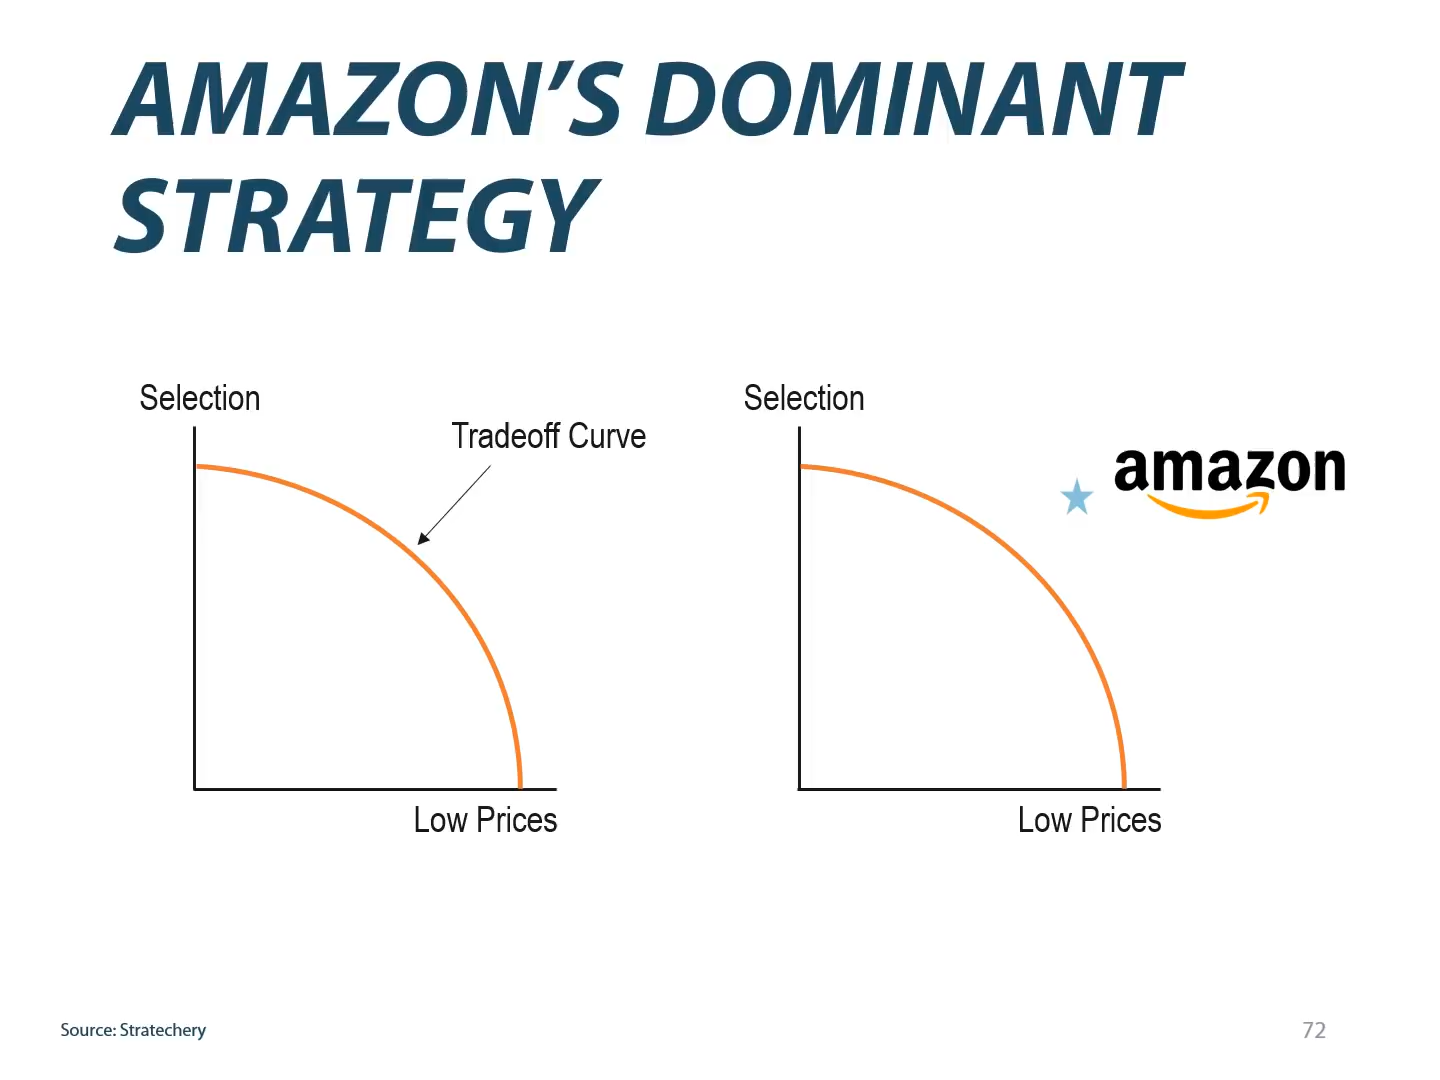 AMAZON’S DOMINANT
STRATEGY
Selection
Tradeoff Curve
Low Prices
Selection
amazon
Low Prices
Source: Stratechery
72